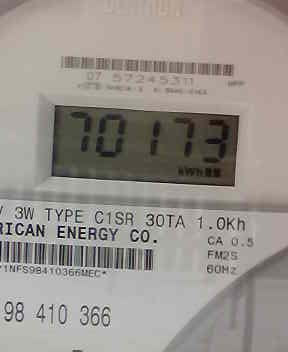 07 57245311
70173
kWh
V 3W TYPE C1SR 30TA 1.0Kh
RICAN ENERGY CO.
CA 0.5
FM2S
60Hz
*1NFS98410366MEC*
98 410 366